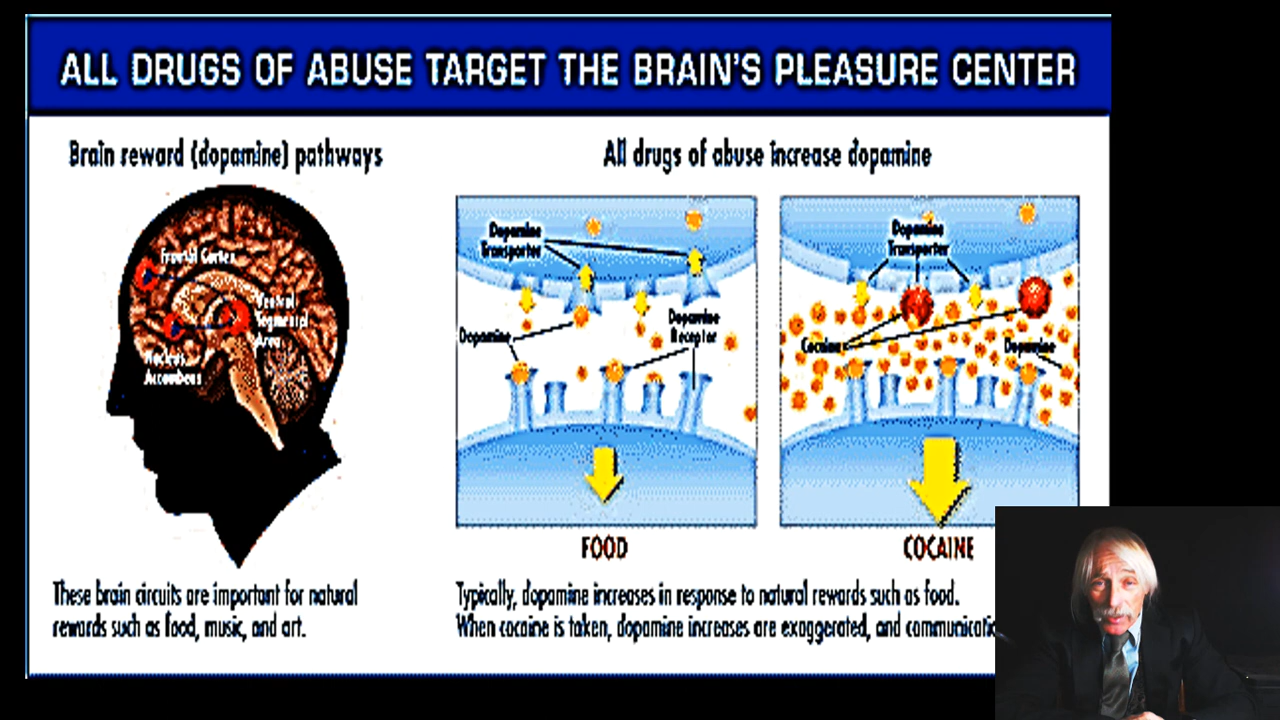 ALL DRUGS OF ABUSE TARGET THE BRAIN'S PLEASURE CENTER
Brain reward (dopamine) pathways
Frontal Cortex
Ventral
Tegmental
Area
Nucleus
Accumbens
These brain circuits are important for natural
rewards such as food, music, and art.
All drugs of abuse increase dopamine
Dopamine
Transporter
Dopamine
Dopamine
Receptor
FOOD
Dopamine
Transporter
Cocaine
Dopamine
COCAINE
Typically, dopamine increases in response to natural rewards such as food.
When cocaine is taken, dopamine increases are exaggerated, and communicatio